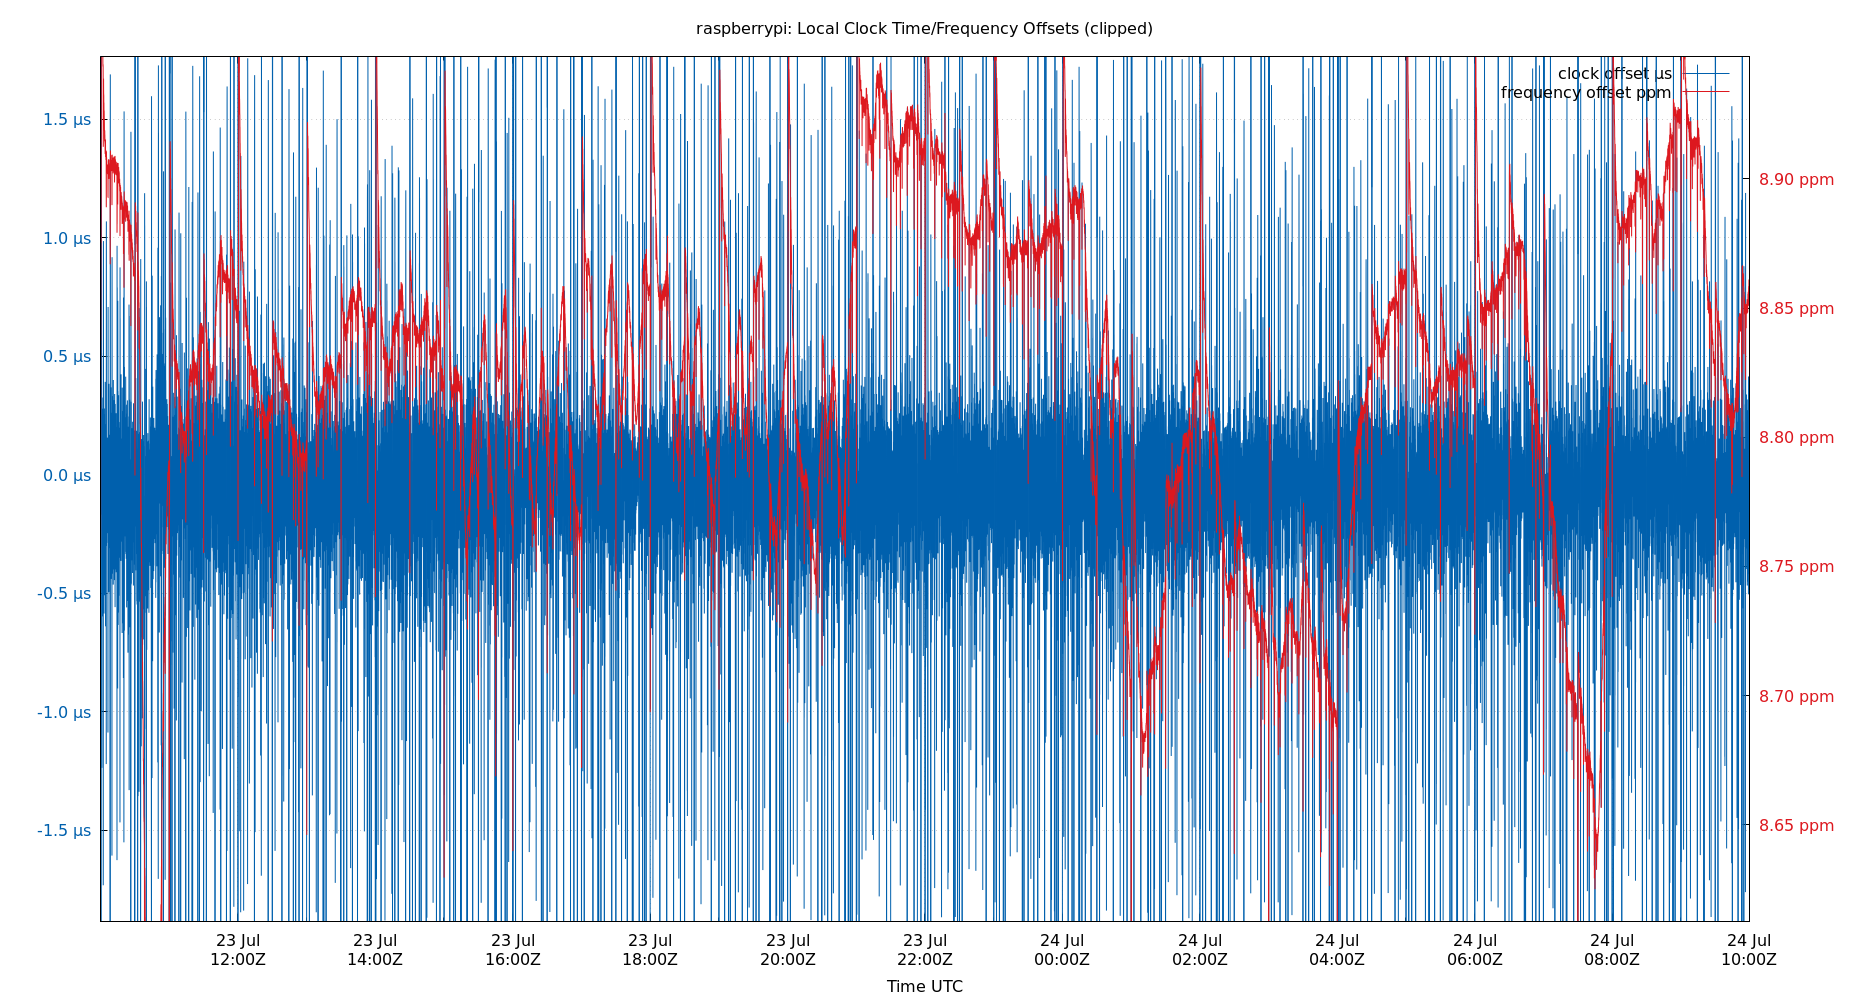 raspberrypi: Local Clock Time/Frequency Offsets (clipped)
clock offset µs
frequency offset ppm
1.5 µs
1.0 µs
0.5 µs
0.0 µs
-0.5 µs
-1.0 µs
-1.5 µs
8.90 ppm
8.85 ppm
8.80 ppm
8.75 ppm
8.70 ppm
8.65 ppm
23 Jul 23 Jul 23 Jul 23 Jul 23 Jul 23 Jul 24 Jul 24 Jul 24 Jul 24 Jul 24 Jul 24 Jul
12:00Z 14:00Z 16:00Z 18:00Z 20:00Z 22:00Z 00:00Z 02:00Z 04:00Z 06:00Z 08:00Z 10:00Z
Time UTC